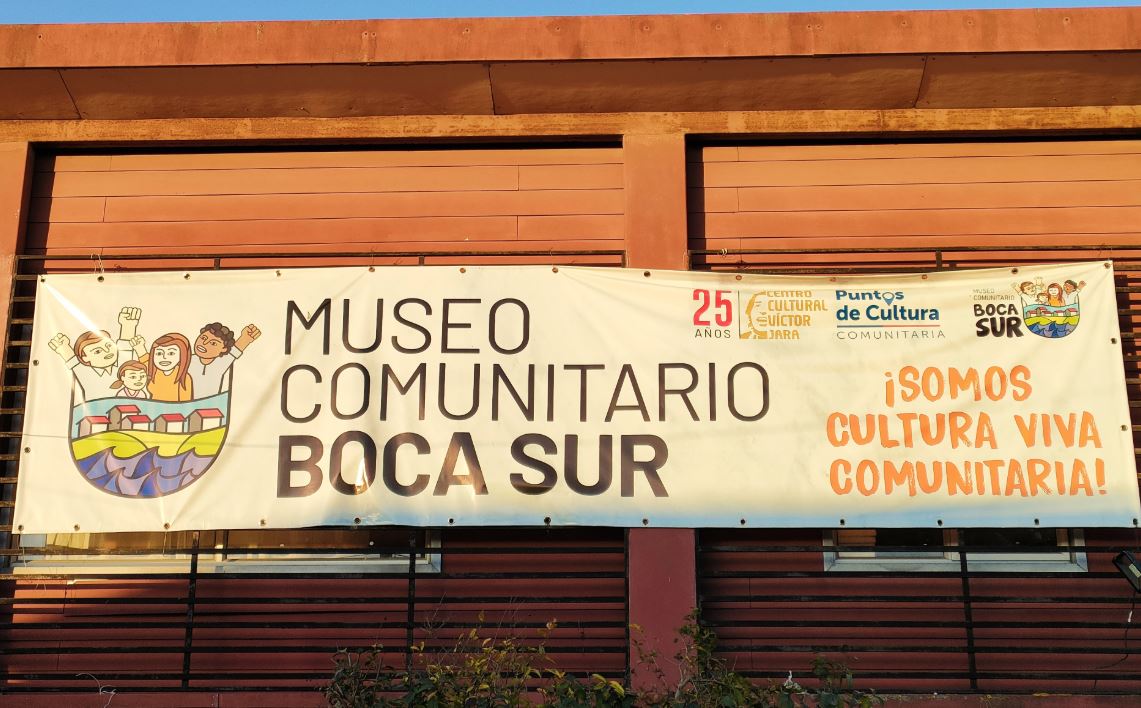 MUSEO
COMUNITARIO
BOCA SUR
25
AÑOS
CENTRO
CULTURAL
VÍCTOR
JARA
Puntos
de Cultura
COMUNITARIA
MUSEO
COMUNITARIO
BOCA
SUR
¡SOMOS
CULTURA VIVA
COMUNITARIA!